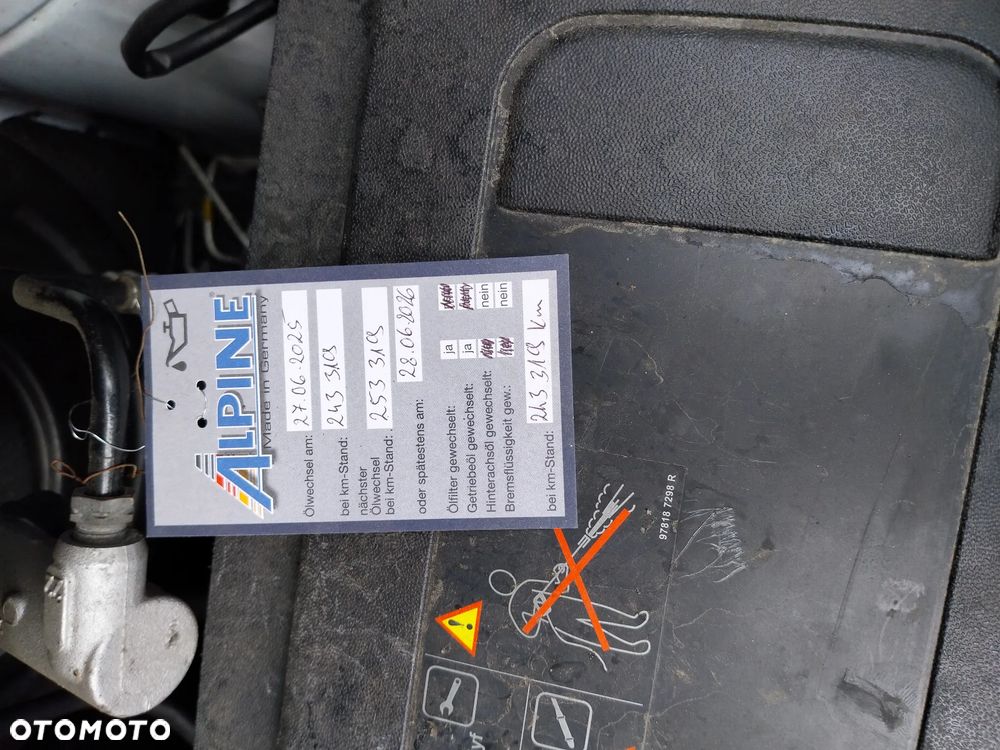 ALPINE
®
Made in Germany
Ölwechsel am: 27.06.2025
bei km-Stand: 243 319
nächster
Ölwechsel
bei km-Stand: 253 319
oder spätestens am: 28.06.2026
Ölfilter gewechselt: ja
Getriebeöl gewechselt: ja
Hinterachsöl gewechselt: nein
Bremsflüssigkeit gew.: nein
bei km-Stand: 243 319 km
97818 7298 R
yf
OTOMOTO